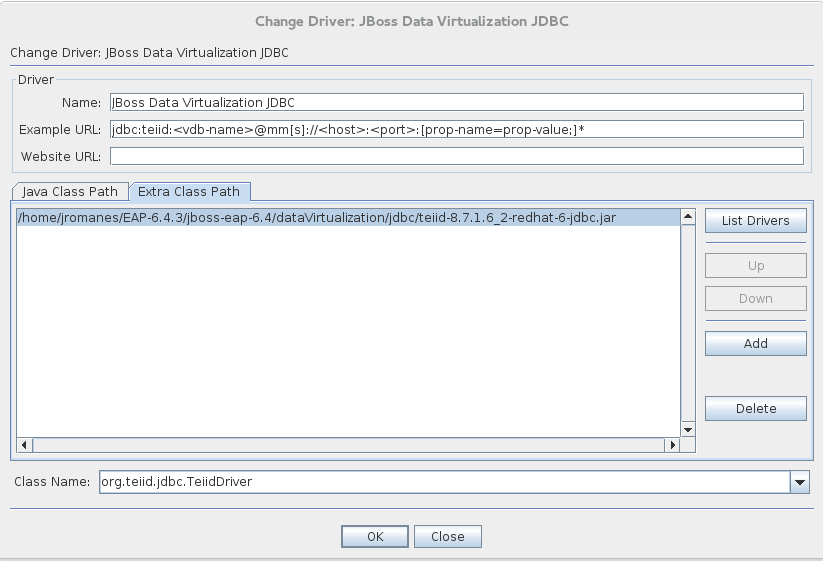 Change Driver: JBoss Data Virtualization JDBC
Change Driver: JBoss Data Virtualization JDBC
Driver
Name: JBoss Data Virtualization JDBC
Example URL: jdbc:teiid:<vdb-name>@mm[s]://<host>:<port>:[prop-name=prop-value;]*
Website URL:
Java Class Path Extra Class Path
/home/jromanes/EAP-6.4.3/jboss-eap-6.4/dataVirtualization/jdbc/teiid-8.7.1.6_2-redhat-6-jdbc.jar
List Drivers
Up
Down
Add
Delete
Class Name: org.teiid.jdbc.TeiidDriver
OK Close